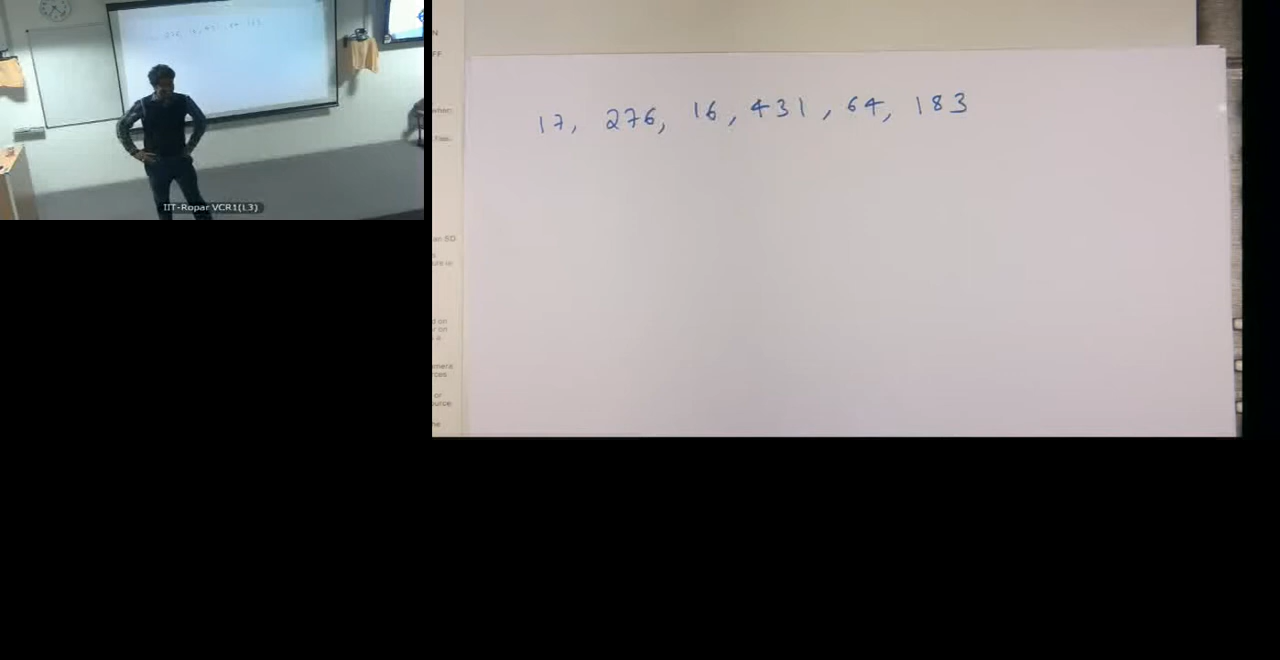 17, 276, 16, 431, 64, 183
IIT-Ropar VCR1(L3)